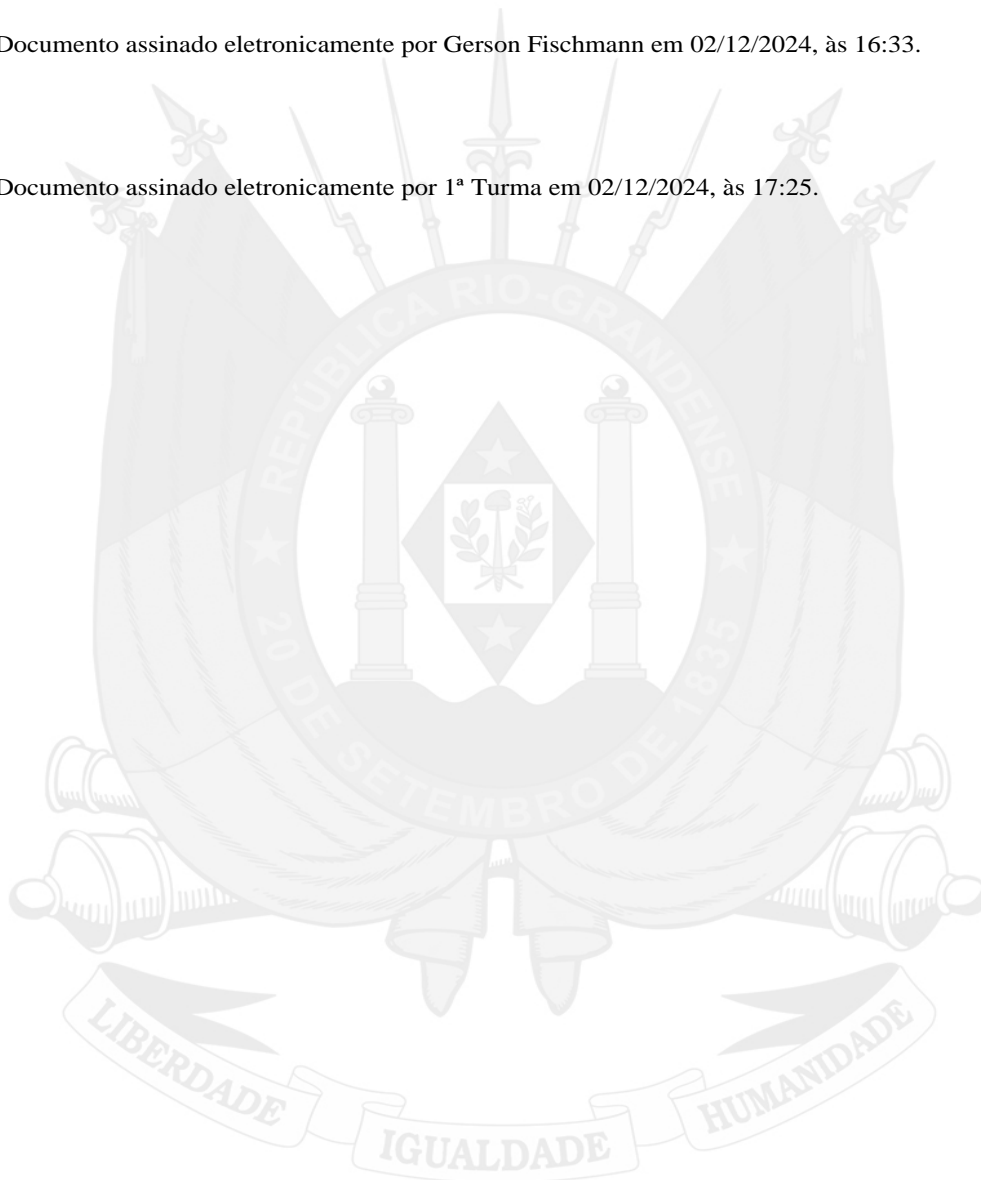 Documento assinado eletronicamente por Gerson Fischmann em 02/12/2024, às 16:33.
Documento assinado eletronicamente por 1ª Turma em 02/12/2024, às 17:25.
REPÚBLICA RIO-GRANDENSE
20 DE SETEMBRO DE 1835
LIBERDADE
IGUALDADE
HUMANIDADE